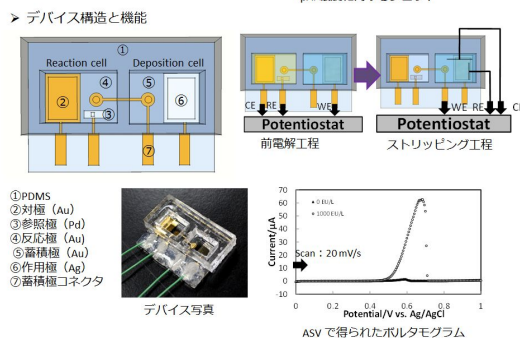 ➢ デバイス構造と機能
①
Reaction cell
Deposition cell
②
④
③
⑤
⑥
⑦
CE RE WE
Potentiostat
前電解工程
WE RE
Potentiostat
ストリッピング工程
①PDMS
②対極（Au）
③参照極（Pd）
④反応極（Au）
⑤蓄積極（Au）
⑥作用極（Ag）
⑦蓄積極コネクタ
デバイス写真
Current/μA
70
60
50
40
30
20
10
0
-10
0 EU/L
1000 EU/L
Scan：20 mV/s
0 0.2 0.4 0.6 0.8 1
Potential/V vs. Ag/AgCl
ASV で得られたボルタモグラム